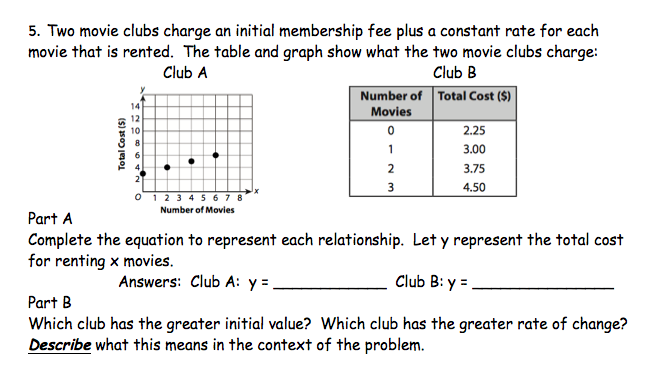 5. Two movie clubs charge an initial membership fee plus a constant rate for each
movie that is rented. The table and graph show what the two movie clubs charge:
Club A
y
Total Cost ($)
14
12
10
8
6
4
2
O 1 2 3 4 5 6 7 8 x
Number of Movies
Club B
Number of Movies Total Cost ($)
0 2.25
1 3.00
2 3.75
3 4.50
Part A
Complete the equation to represent each relationship. Let y represent the total cost
for renting x movies.
Answers: Club A: y = ______________ Club B: y = __________________
Part B
Which club has the greater initial value? Which club has the greater rate of change?
Describe what this means in the context of the problem.